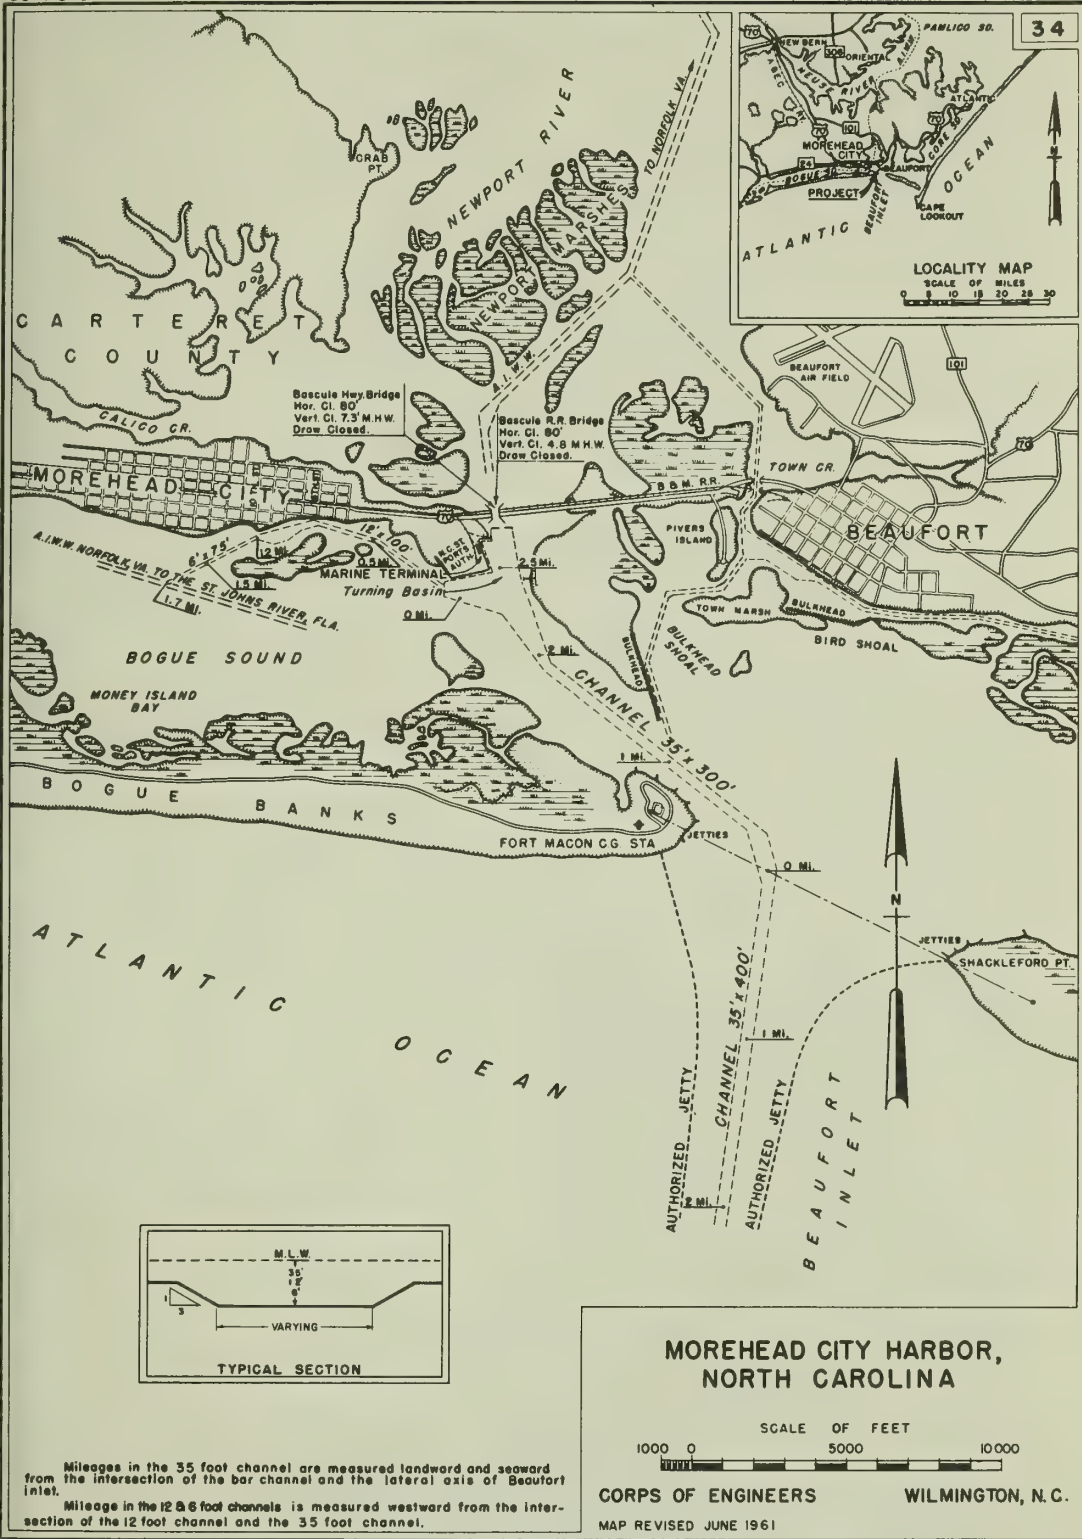 34
PAMLICO SD.
70
NEW BERN
306
ORIENTAL
A.I.W.W.
NEUSE RIVER
ATLANTIC
70
101
70
CORE SD.
MOREHEAD
CITY
24
BOGUE SD.
BEAUFORT
PROJECT
BEAUFORT
INLET
CAPE
LOOKOUT
ATLANTIC OCEAN
N
LOCALITY MAP
SCALE OF MILES
0 5 10 15 20 25 30
CRAB
PT.
NEWPORT RIVER
TO NORFOLK VA.
NEWPORT MARSHES
A.I.W.W.
CARTERET
COUNTY
CALICO CR.
Bascule Hwy. Bridge
Hor. Cl. 80'
Vert. Cl. 7.3' M.H.W.
Draw Closed.
Bascule R.R. Bridge
Hor. Cl. 80'
Vert. Cl. 4.8 M.H.W.
Draw Closed.
BEAUFORT
AIR FIELD
101
70
TOWN CR.
B & M. R.R.
MOREHEAD CITY
70
PIVERS
ISLAND
BEAUFORT
N.C. ST.
PORTS
AUTH.
6' x 75'
12' x 100'
1.2 Mi.
0.5 Mi.
1.5 Mi.
1.7 Mi.
A.I.W.W. NORFOLK, VA. TO THE ST. JOHNS RIVER, FLA.
MARINE TERMINAL
Turning Basin
0 Mi.
2.5 Mi.
TOWN MARSH
BULKHEAD
BIRD SHOAL
BULKHEAD
BULKHEAD
SHOAL
2 Mi.
BOGUE SOUND
MONEY ISLAND
BAY
CHANNEL 35' x 300'
1 Mi.
BOGUE BANKS
FORT MACON C.G. STA.
JETTIES
0 Mi.
N
JETTIES
SHACKLEFORD PT.
ATLANTIC OCEAN
CHANNEL 35' x 400'
1 Mi.
AUTHORIZED JETTY
AUTHORIZED JETTY
2 Mi.
BEAUFORT
INLET
M.L.W.
35'
12'
6'
1
3
VARYING
TYPICAL SECTION
Mileages in the 35 foot channel are measured landward and seaward
from the intersection of the bar channel and the lateral axis of Beaufort
Inlet.
Mileage in the 12 & 6 foot channels is measured westward from the inter-
section of the 12 foot channel and the 35 foot channel.
MOREHEAD CITY HARBOR,
NORTH CAROLINA
SCALE OF FEET
1000 0 5000 10000
CORPS OF ENGINEERS WILMINGTON, N.C.
MAP REVISED JUNE 1961